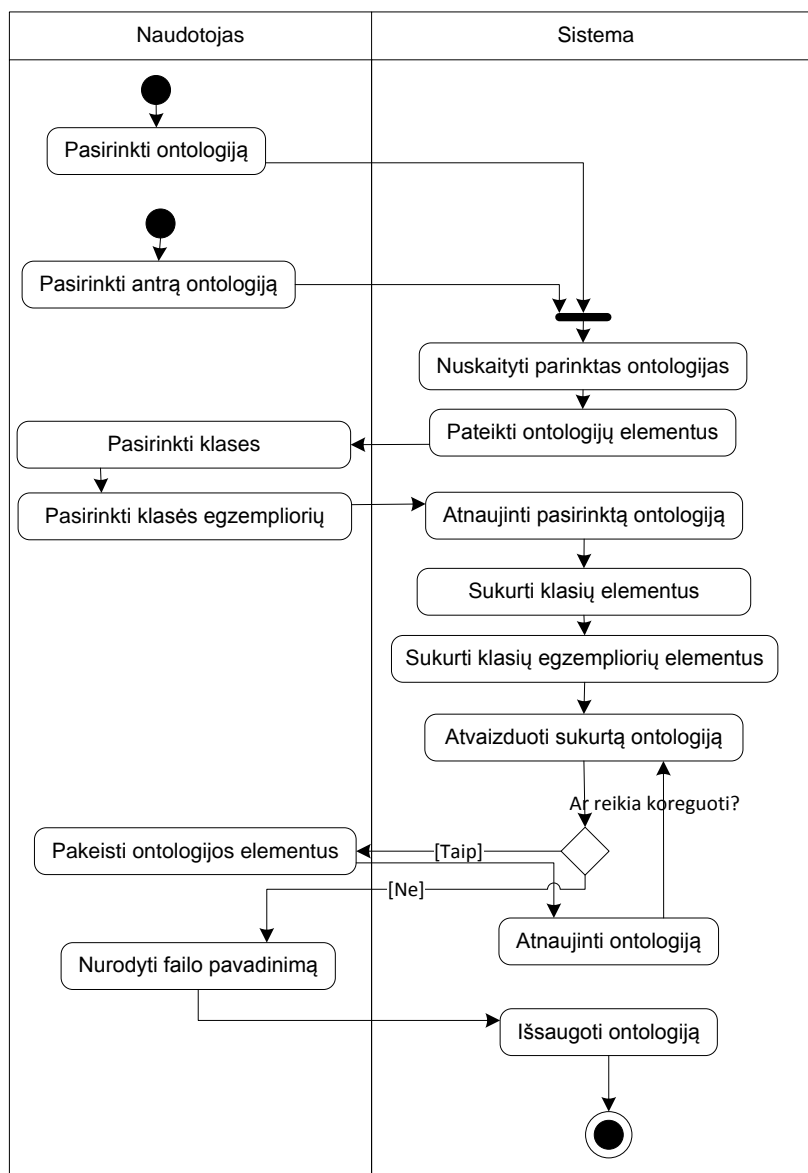 Naudotojas
Sistema
Pasirinkti ontologiją
Pasirinkti antrą ontologiją
Nuskaityti parinktas ontologijas
Pateikti ontologijų elementus
Pasirinkti klases
Pasirinkti klasės egzempliorių
Atnaujinti pasirinktą ontologiją
Sukurti klasių elementus
Sukurti klasių egzempliorių elementus
Atvaizduoti sukurtą ontologiją
Ar reikia koreguoti?
Pakeisti ontologijos elementus
[Taip]
[Ne]
Atnaujinti ontologiją
Nurodyti failo pavadinimą
Išsaugoti ontologiją